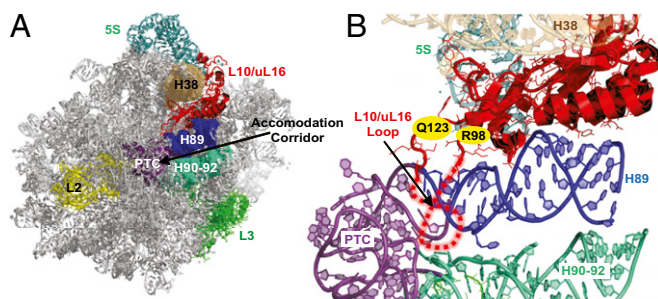 A
5S
L10/uL16
H38
H89
Accomodation
Corridor
PTC
H90-92
L2
L3
B
H38
5S
L10/uL16
Loop
Q123
R98
H89
PTC
H90-92